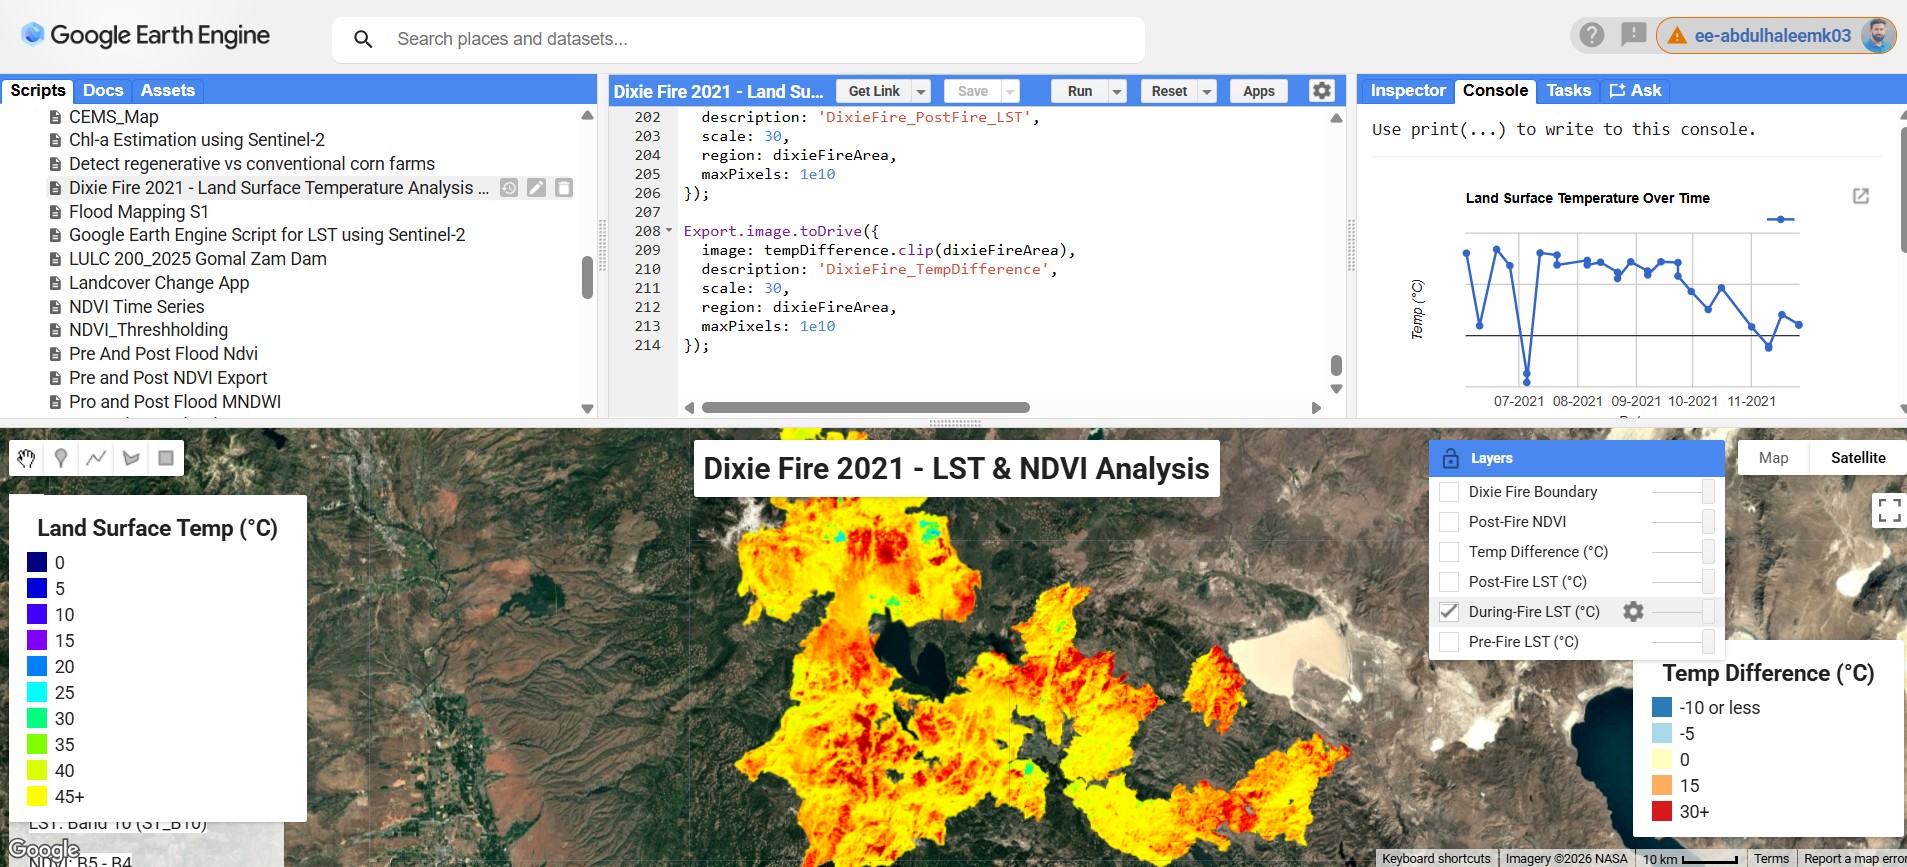 Google Earth Engine
Search places and datasets...
ee-abdulhaleemk03
Scripts Docs Assets
CEMS_Map
Chl-a Estimation using Sentinel-2
Detect regenerative vs conventional corn farms
Dixie Fire 2021 - Land Surface Temperature Analysis ...
Flood Mapping S1
Google Earth Engine Script for LST using Sentinel-2
LULC 200_2025 Gomal Zam Dam
Landcover Change App
NDVI Time Series
NDVI_Threshholding
Pre And Post Flood Ndvi
Pre and Post NDVI Export
Pro and Post Flood MNDWI
Dixie Fire 2021 - Land Su... Get Link Save Run Reset Apps
202 description: 'DixieFire_PostFire_LST',
203 scale: 30,
204 region: dixieFireArea,
205 maxPixels: 1e10
206 });
207
208 Export.image.toDrive({
209 image: tempDifference.clip(dixieFireArea),
210 description: 'DixieFire_TempDifference',
211 scale: 30,
212 region: dixieFireArea,
213 maxPixels: 1e10
214 });
Inspector Console Tasks Ask
Use print(...) to write to this console.
Land Surface Temperature Over Time
Temp (°C)
07-2021 08-2021 09-2021 10-2021 11-2021
Dixie Fire 2021 - LST & NDVI Analysis
Land Surface Temp (°C)
0
5
10
15
20
25
30
35
40
45+
LST: Band 10 (ST_B10)
NDVI: B5 - B4
Google
Layers
Dixie Fire Boundary
Post-Fire NDVI
Temp Difference (°C)
Post-Fire LST (°C)
During-Fire LST (°C)
Pre-Fire LST (°C)
Map Satellite
Temp Difference (°C)
-10 or less
-5
0
15
30+
Keyboard shortcuts Imagery ©2026 NASA 10 km Terms Report a map error